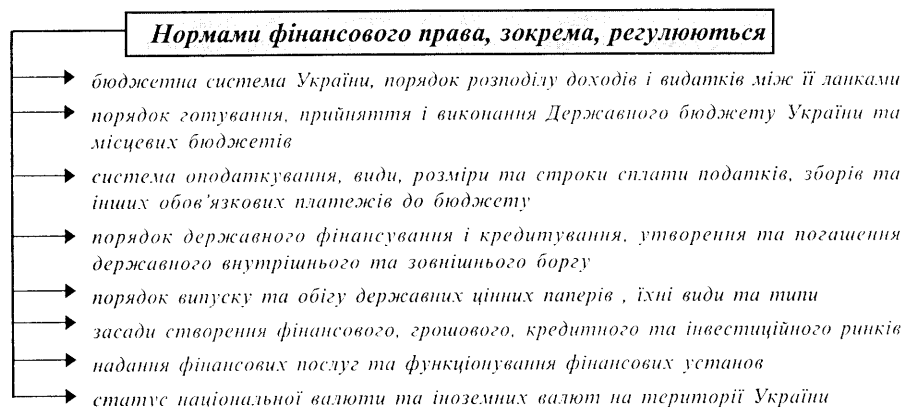 Нормами фінансового права, зокрема, регулюються
бюджетна система України, порядок розподілу доходів і видатків між її ланками
порядок готування, прийняття і виконання Державного бюджету України та
місцевих бюджетів
система оподаткування, види, розміри та строки сплати податків, зборів та
інших обов'язкових платежів до бюджету
порядок державного фінансування і кредитування, утворення та погашення
державного внутрішнього та зовнішнього боргу
порядок випуску та обігу державних цінних паперів , їхні види та типи
засади створення фінансового, грошового, кредитного та інвестиційного ринків
надання фінансових послуг та функціонування фінансових установ
статус національної валюти та іноземних валют на території України